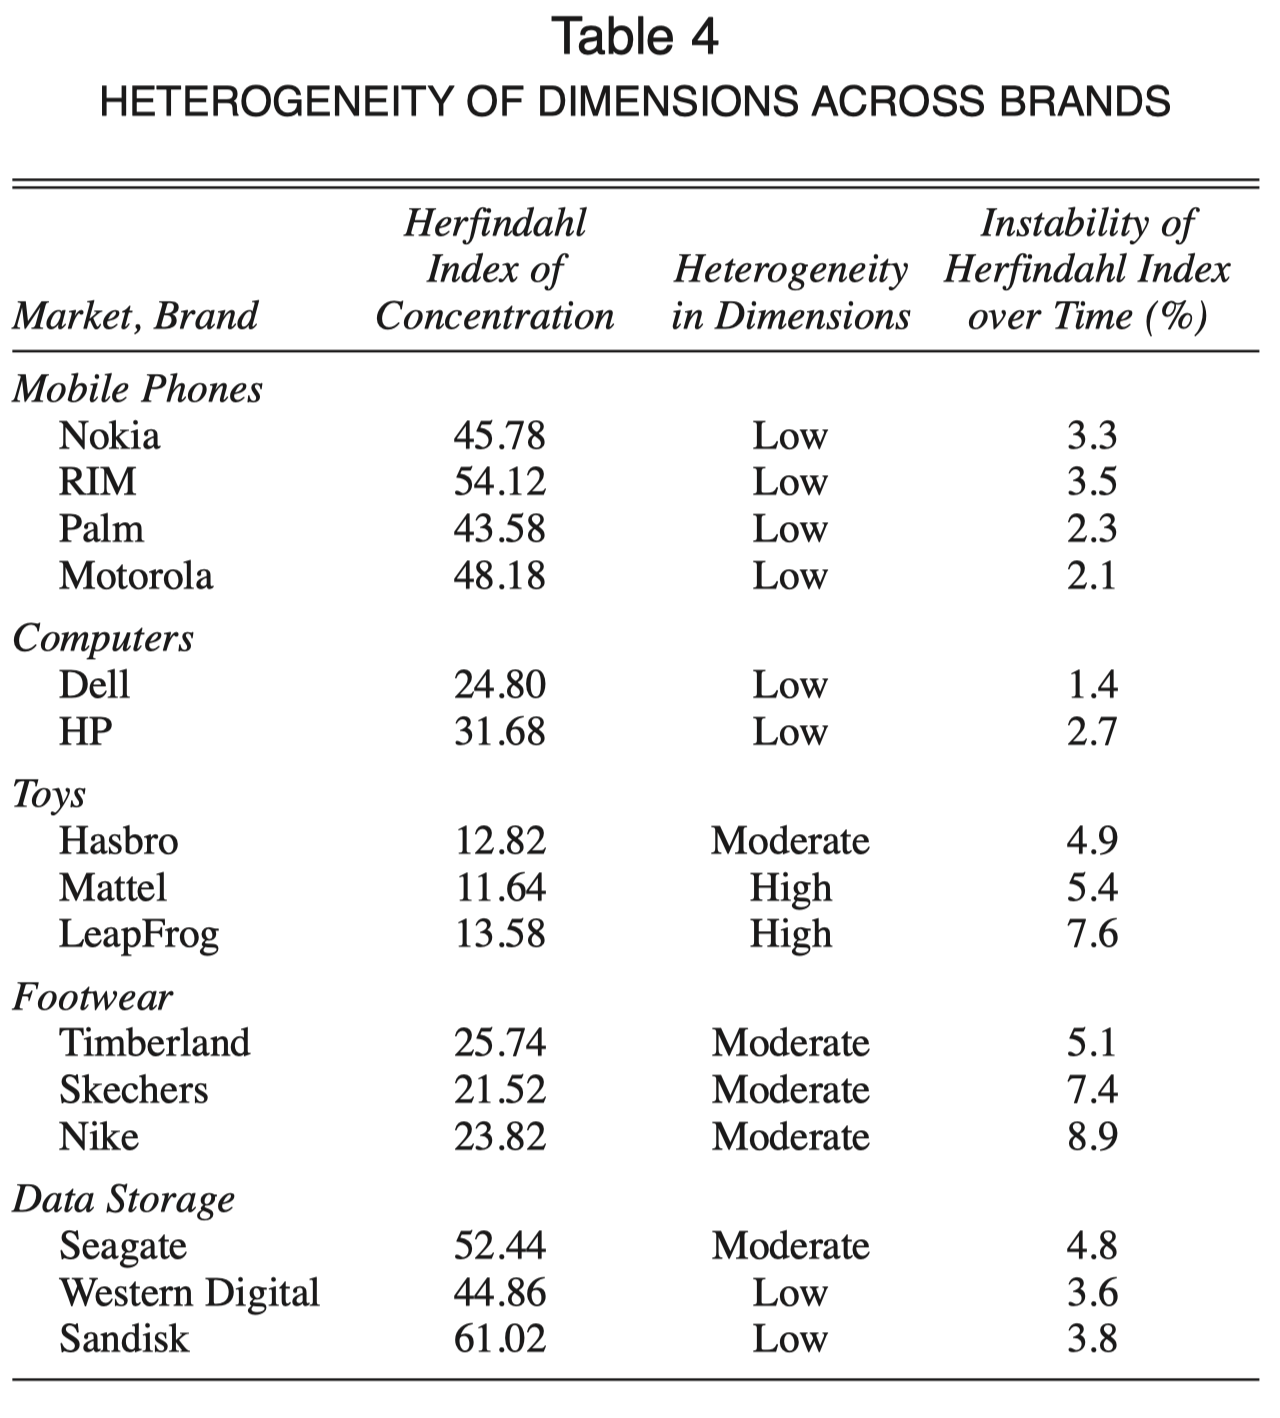 Table 4
HETEROGENEITY OF DIMENSIONS ACROSS BRANDS
Market, Brand Herfindahl Index of Concentration Heterogeneity in Dimensions Instability of Herfindahl Index over Time (%)
Mobile Phones
Nokia 45.78 Low 3.3
RIM 54.12 Low 3.5
Palm 43.58 Low 2.3
Motorola 48.18 Low 2.1
Computers
Dell 24.80 Low 1.4
HP 31.68 Low 2.7
Toys
Hasbro 12.82 Moderate 4.9
Mattel 11.64 High 5.4
LeapFrog 13.58 High 7.6
Footwear
Timberland 25.74 Moderate 5.1
Skechers 21.52 Moderate 7.4
Nike 23.82 Moderate 8.9
Data Storage
Seagate 52.44 Moderate 4.8
Western Digital 44.86 Low 3.6
Sandisk 61.02 Low 3.8